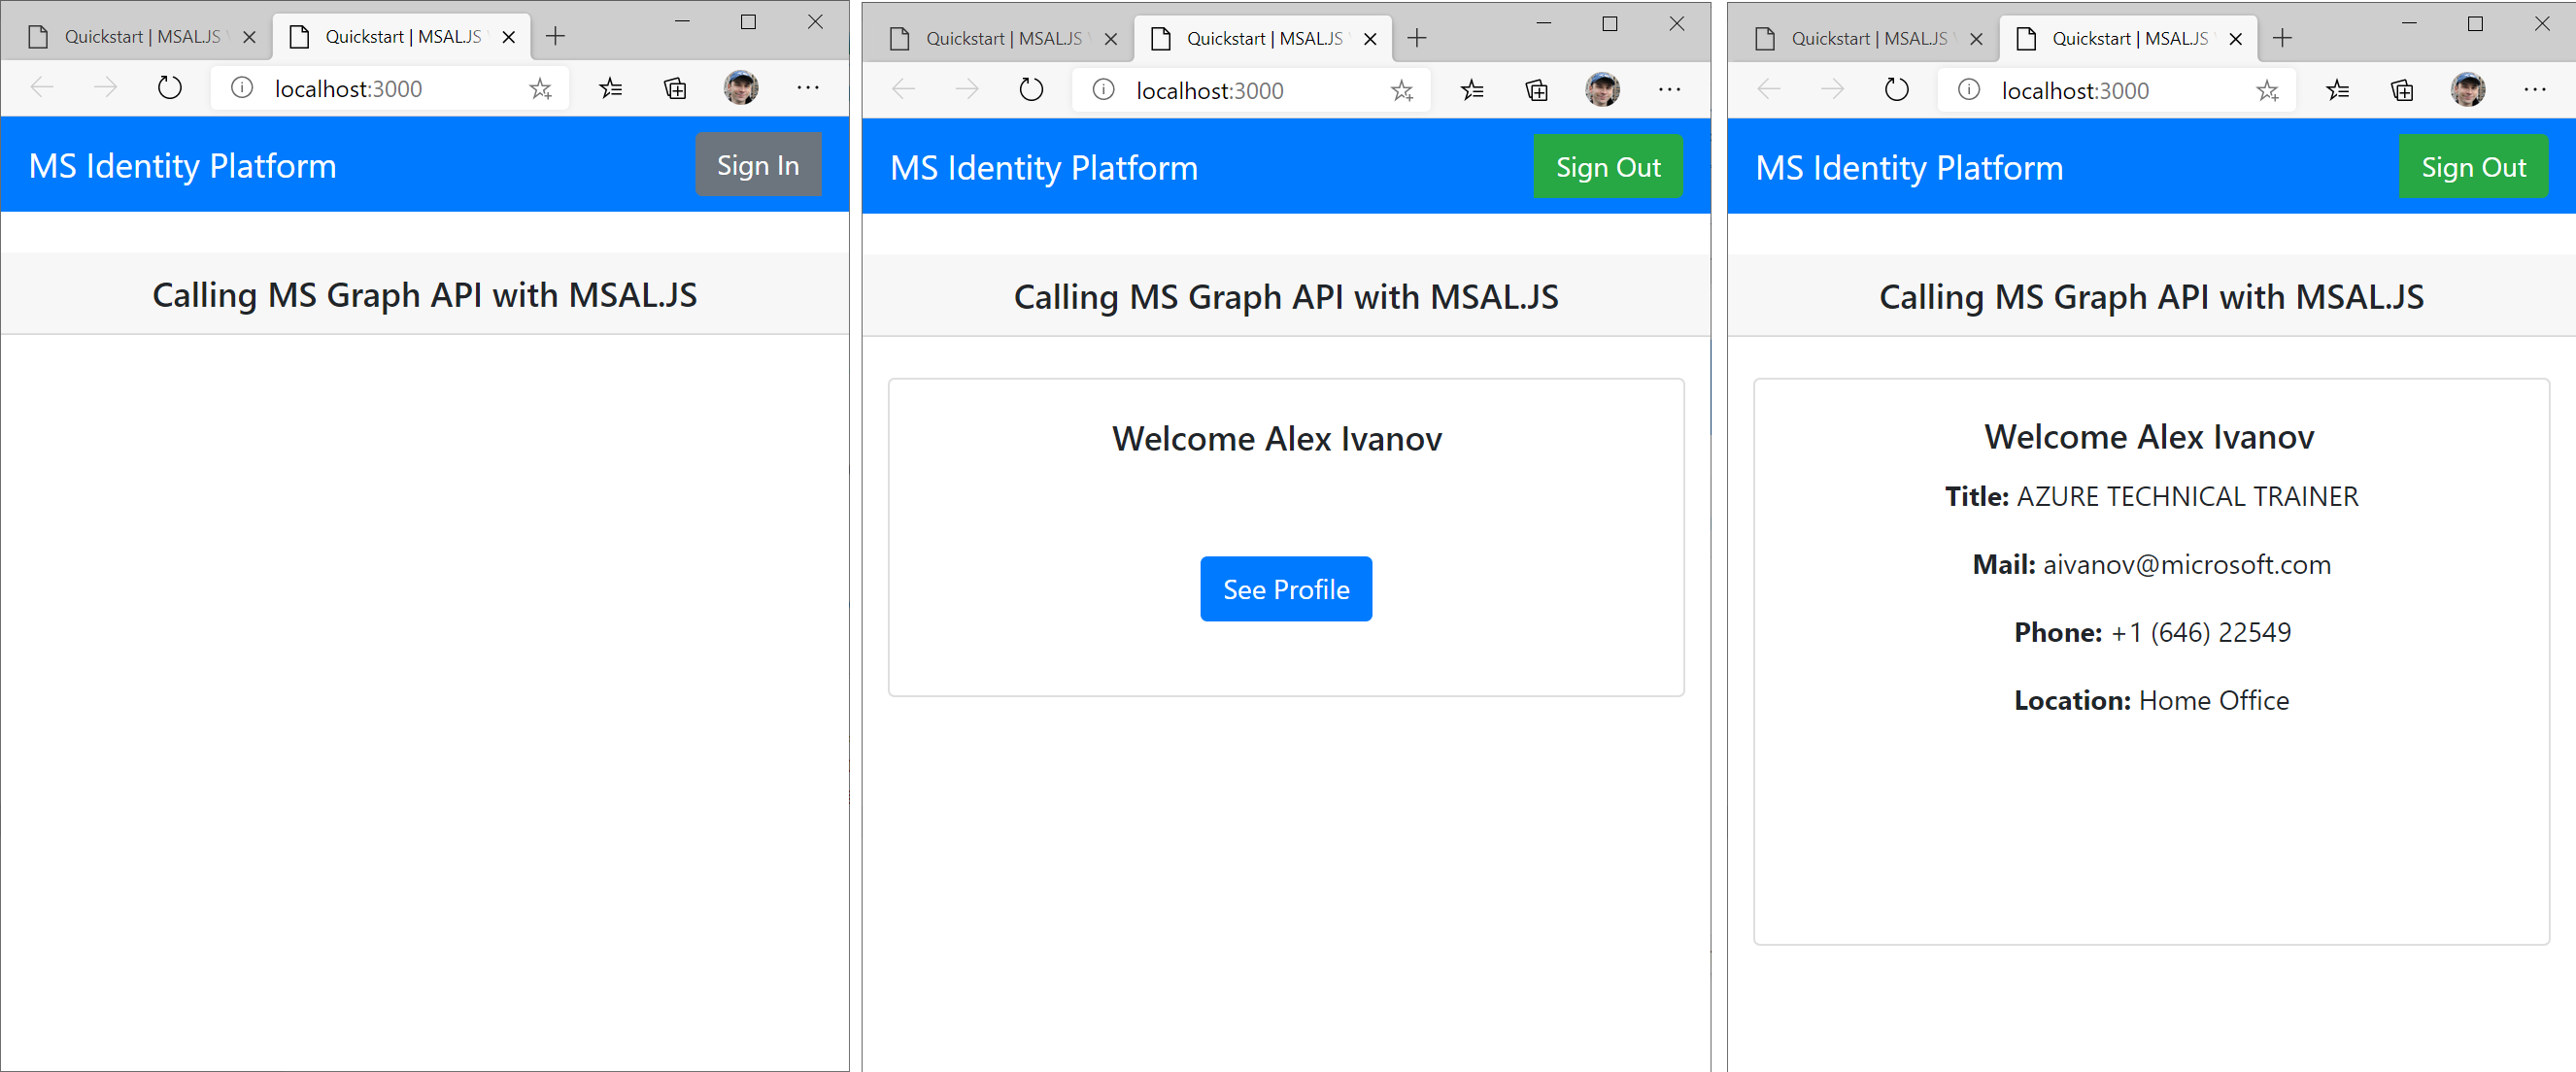 Quickstart | MSAL.JS
Quickstart | MSAL.JS
localhost:3000
MS Identity Platform
Sign In
Calling MS Graph API with MSAL.JS
Quickstart | MSAL.JS
Quickstart | MSAL.JS
localhost:3000
MS Identity Platform
Sign Out
Calling MS Graph API with MSAL.JS
Welcome Alex Ivanov
See Profile
Quickstart | MSAL.JS
Quickstart | MSAL.JS
localhost:3000
MS Identity Platform
Sign Out
Calling MS Graph API with MSAL.JS
Welcome Alex Ivanov
Title: AZURE TECHNICAL TRAINER
Mail: aivanov@microsoft.com
Phone: +1 (646) 22549
Location: Home Office